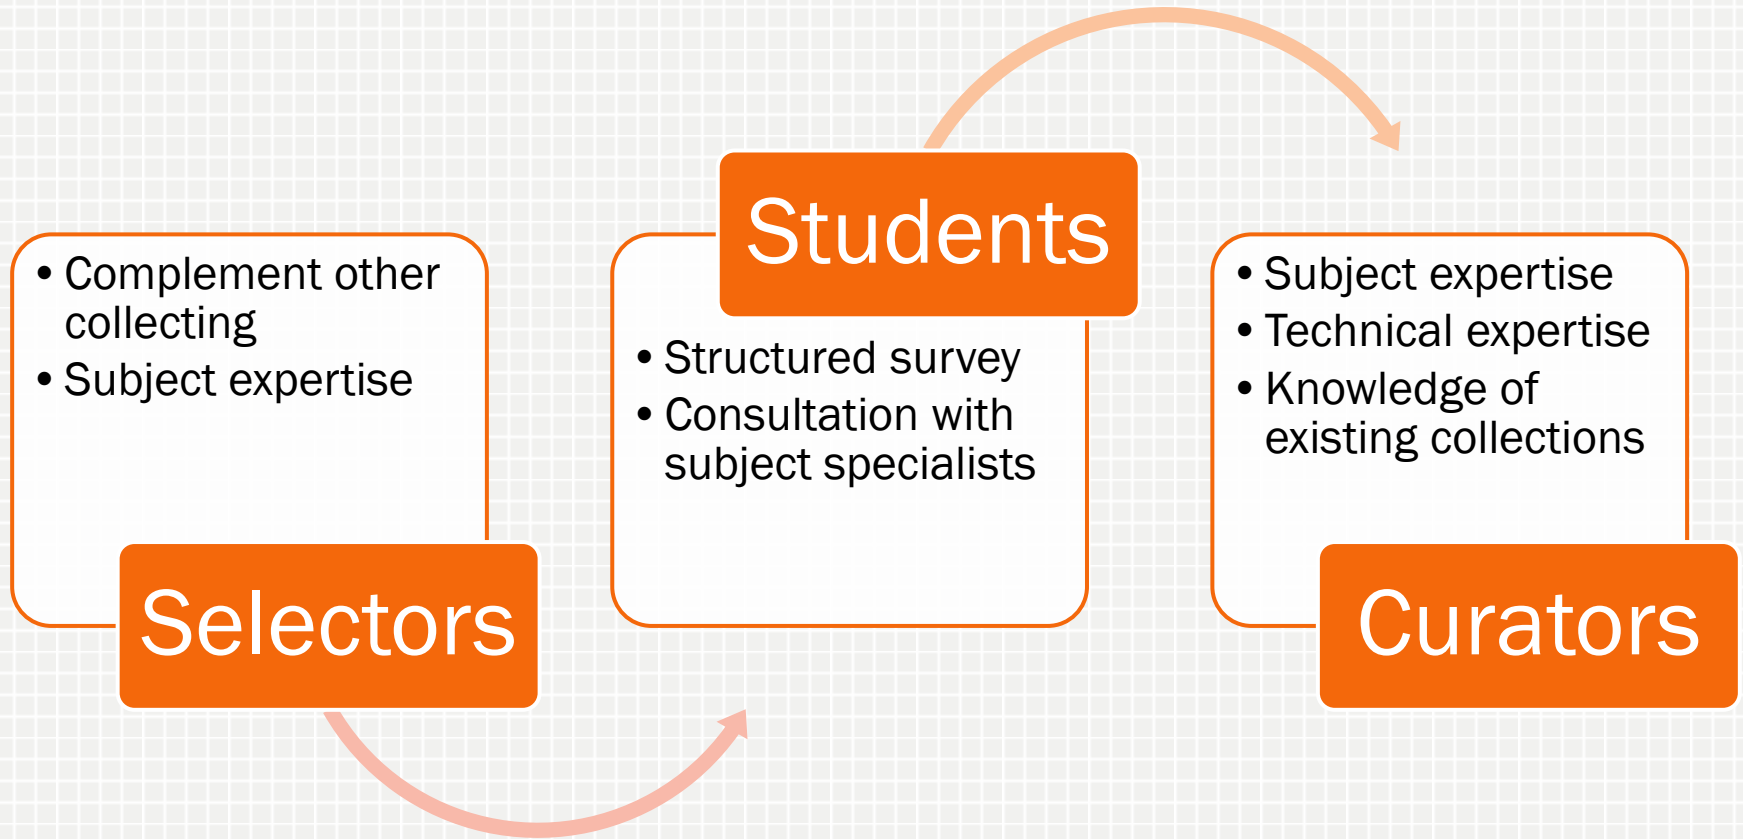 • Complement other
collecting
• Subject expertise
Selectors
Students
• Structured survey
• Consultation with
subject specialists
• Subject expertise
• Technical expertise
• Knowledge of
existing collections
Curators